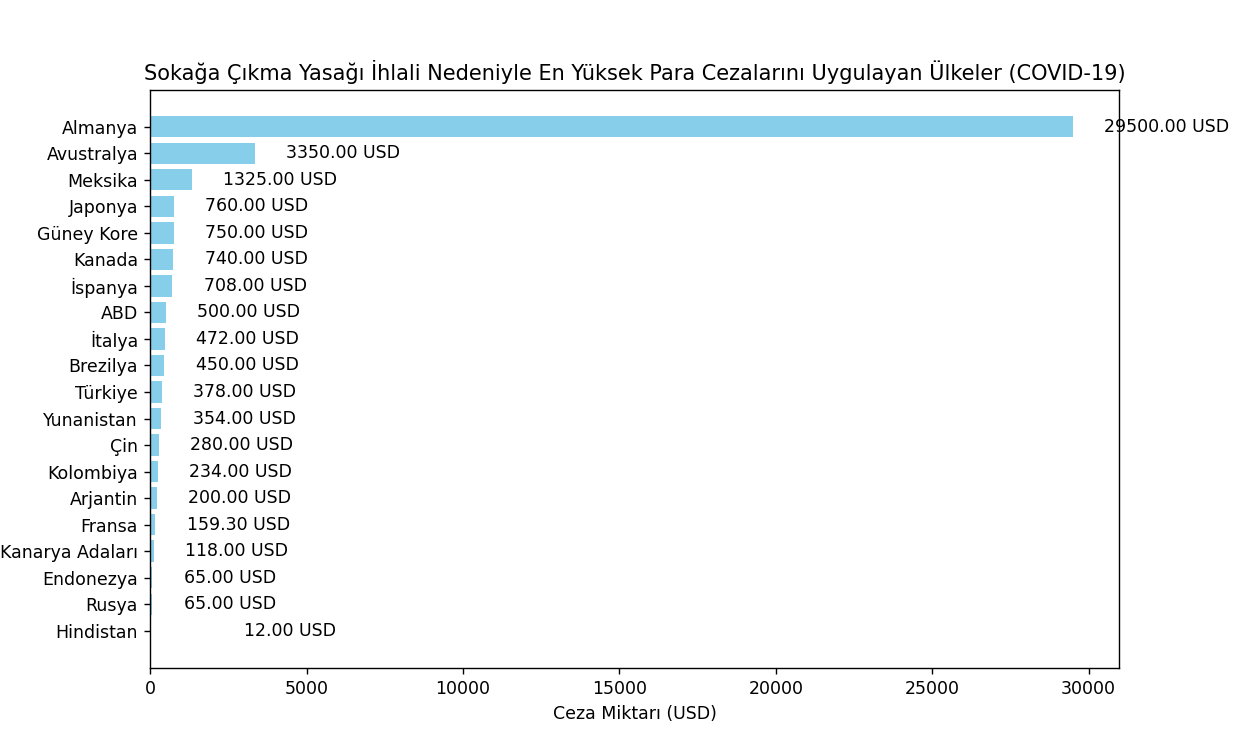 Sokağa Çıkma Yasağı İhlali Nedeniyle En Yüksek Para Cezalarını Uygulayan Ülkeler (COVID-19)
Almanya 29500.00 USD
Avustralya 3350.00 USD
Meksika 1325.00 USD
Japonya 760.00 USD
Güney Kore 750.00 USD
Kanada 740.00 USD
İspanya 708.00 USD
ABD 500.00 USD
İtalya 472.00 USD
Brezilya 450.00 USD
Türkiye 378.00 USD
Yunanistan 354.00 USD
Çin 280.00 USD
Kolombiya 234.00 USD
Arjantin 200.00 USD
Fransa 159.30 USD
Kanarya Adaları 118.00 USD
Endonezya 65.00 USD
Rusya 65.00 USD
Hindistan 12.00 USD
0 5000 10000 15000 20000 25000 30000
Ceza Miktarı (USD)